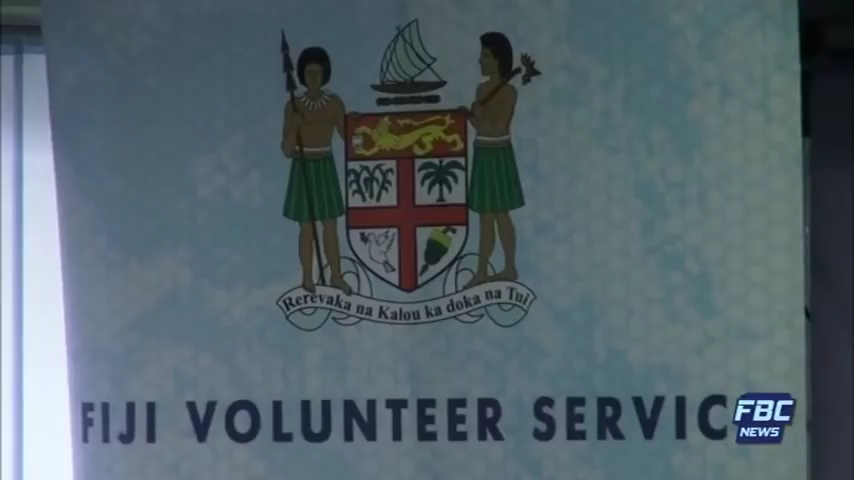 Rerevaka na Kalou ka doka na Tui
FIJI VOLUNTEER SERVIC
FBC
NEWS